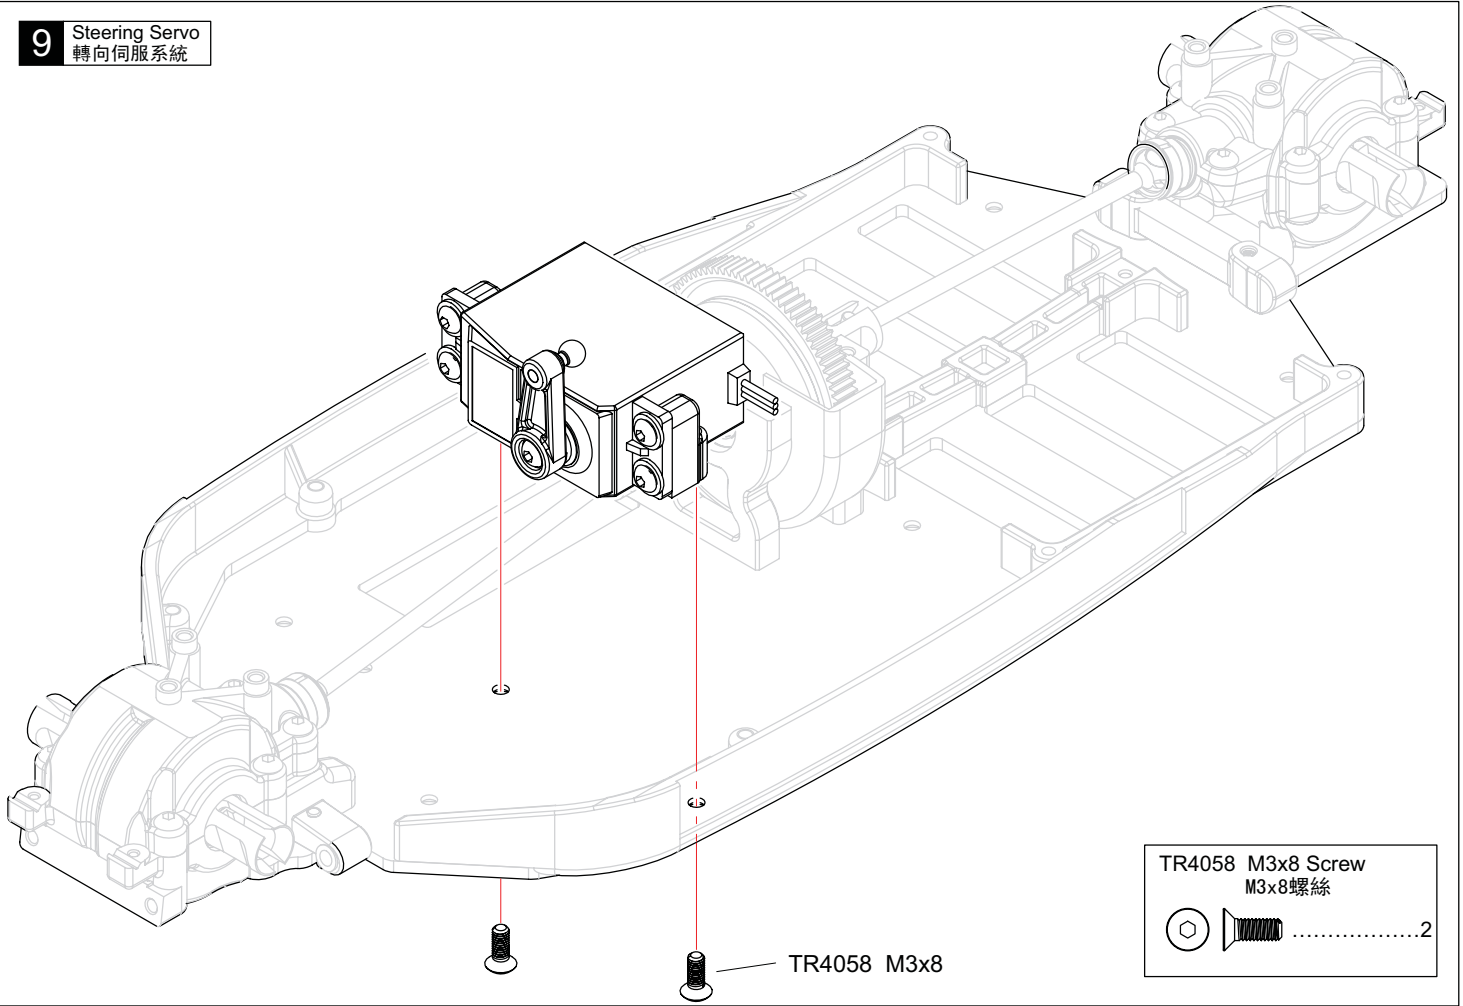 9
Steering Servo
轉向伺服系統
TR4058 M3x8
TR4058 M3x8 Screw
M3x8螺絲
..................2